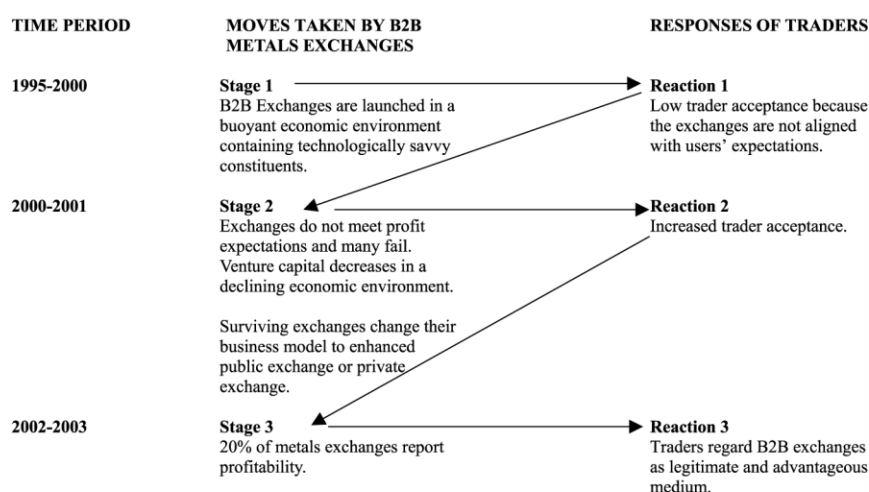 TIME PERIOD
MOVES TAKEN BY B2B
METALS EXCHANGES
RESPONSES OF TRADERS
1995-2000
Stage 1
B2B Exchanges are launched in a
buoyant economic environment
containing technologically savvy
constituents.
Reaction 1
Low trader acceptance because
the exchanges are not aligned
with users’ expectations.
2000-2001
Stage 2
Exchanges do not meet profit
expectations and many fail.
Venture capital decreases in a
declining economic environment.
Surviving exchanges change their
business model to enhanced
public exchange or private
exchange.
Reaction 2
Increased trader acceptance.
2002-2003
Stage 3
20% of metals exchanges report
profitability.
Reaction 3
Traders regard B2B exchanges
as legitimate and advantageous
medium.